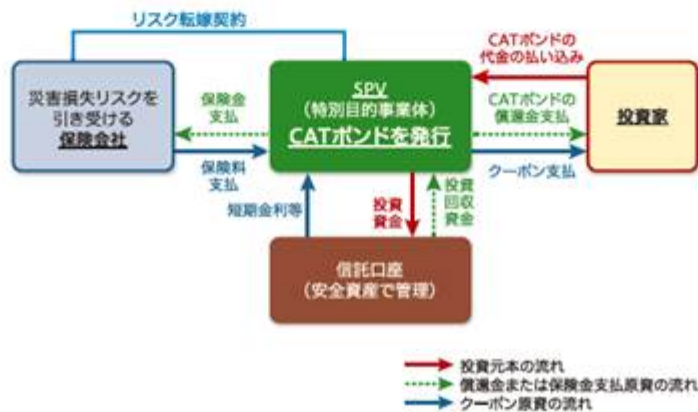 リスク転嫁契約
災害損失リスクを
引き受ける
保険会社
保険金
支払
保険料
支払
SPV
(特別目的事業体)
CATボンドを発行
CATボンドの
代金の払い込み
CATボンドの
償還金支払
クーポン支払
投資家
短期金利等
投資
資金
投資
回収
資金
信託口座
(安全資産で管理)
投資元本の流れ
償還金または保険金支払原資の流れ
クーポン原資の流れ